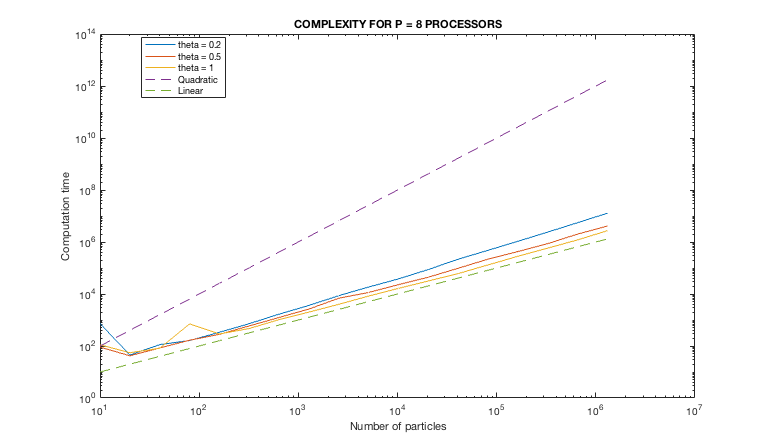 COMPLEXITY FOR P = 8 PROCESSORS
10^14
10^12
10^10
10^8
10^6
10^4
10^2
10^0
Computation time
theta = 0.2
theta = 0.5
theta = 1
Quadratic
Linear
10^1
10^2
10^3
10^4
10^5
10^6
10^7
Number of particles